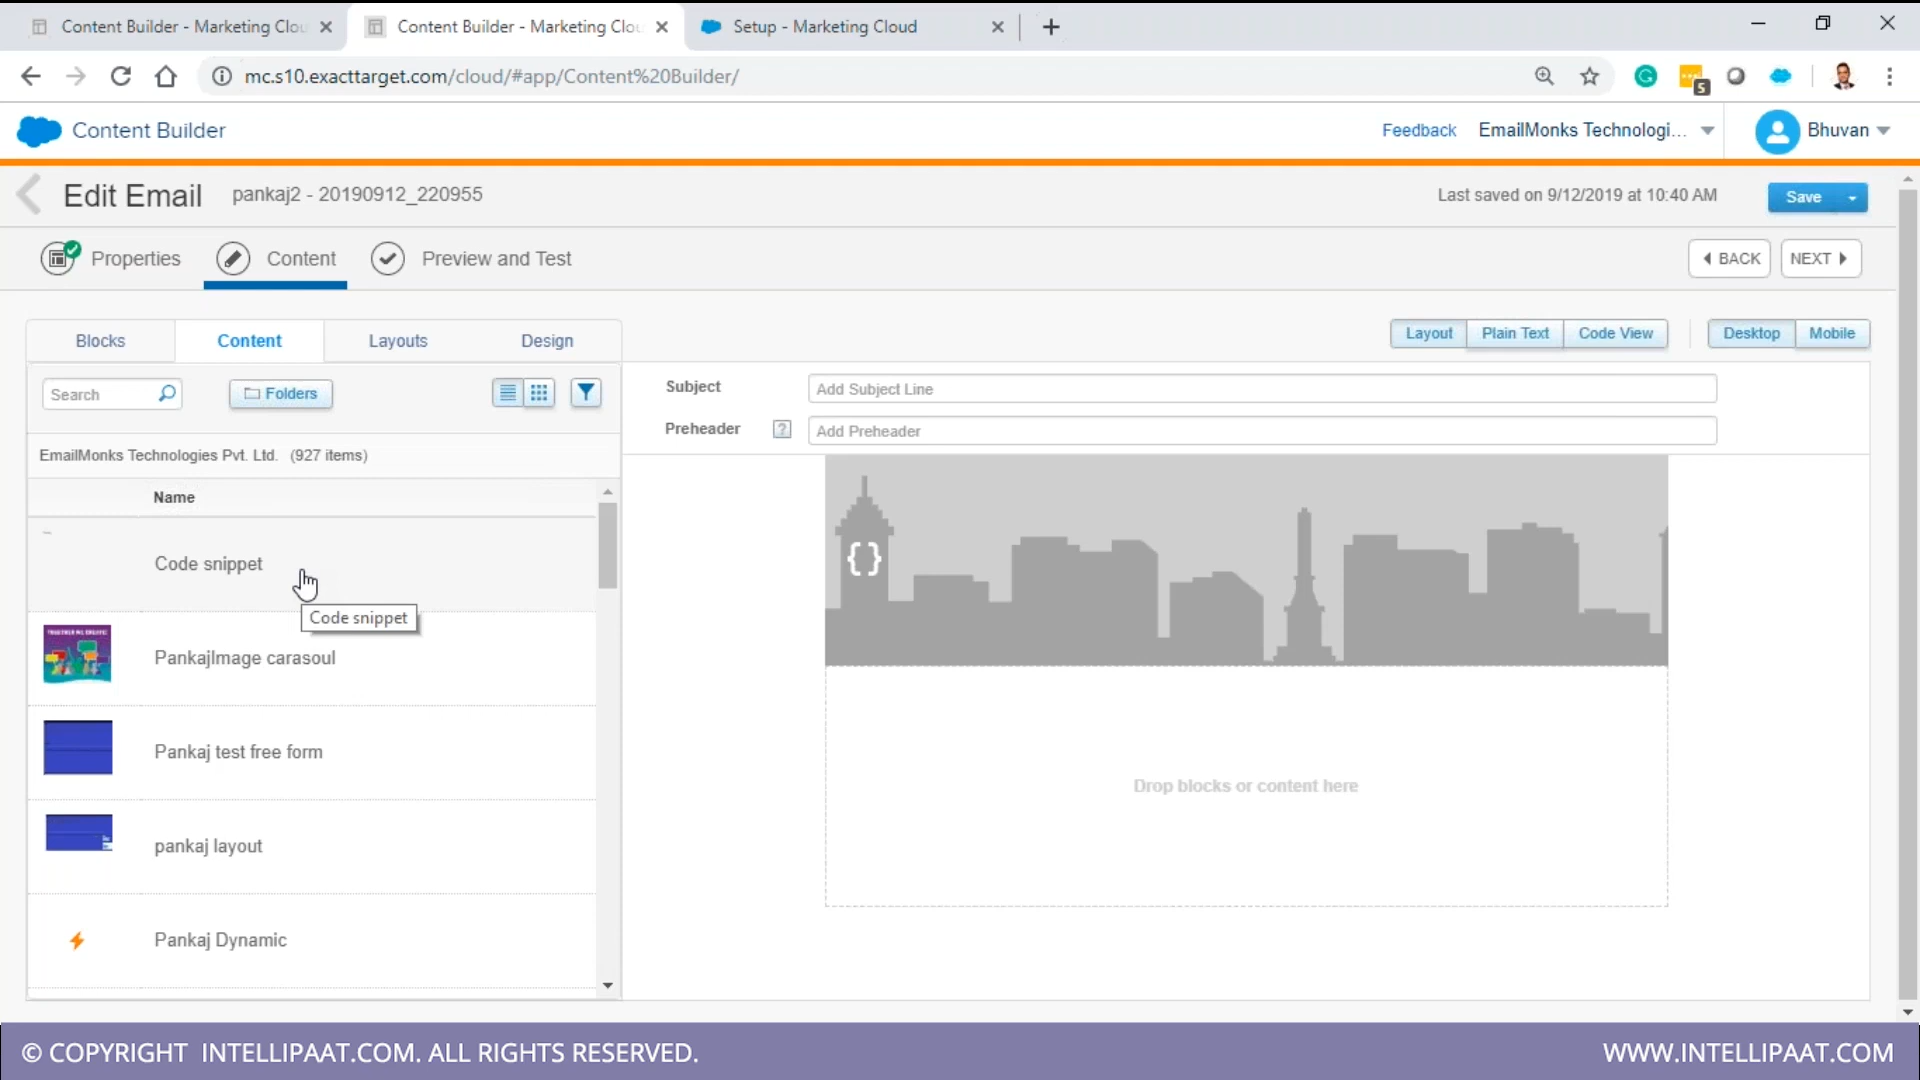 Content Builder - Marketing Clou
Content Builder - Marketing Clou
Setup - Marketing Cloud
mc.s10.exacttarget.com/cloud/#app/Content%20Builder/
S
Content Builder
Feedback
EmailMonks Technologi...
Bhuvan
Edit Email
pankaj2 - 20190912_220955
Last saved on 9/12/2019 at 10:40 AM
Save
Properties
Content
Preview and Test
BACK
NEXT
Blocks
Content
Layouts
Design
Layout
Plain Text
Code View
Desktop
Mobile
Search
Folders
Subject
Add Subject Line
Preheader
?
Add Preheader
EmailMonks Technologies Pvt. Ltd. (927 items)
Name
Code snippet
Code snippet
PankajImage carasoul
Pankaj test free form
pankaj layout
Pankaj Dynamic
{}
Drop blocks or content here
© COPYRIGHT INTELLIPAAT.COM. ALL RIGHTS RESERVED.
WWW.INTELLIPAAT.COM